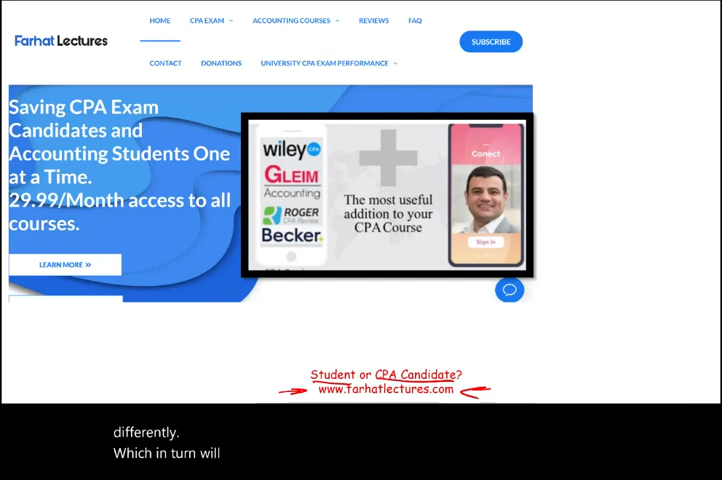 HOME
CPA EXAM
ACCOUNTING COURSES
REVIEWS
FAQ
Farhat Lectures
SUBSCRIBE
CONTACT
DONATIONS
UNIVERSITY CPA EXAM PERFORMANCE
Saving CPA Exam
Candidates and
Accounting Students One
at a Time.
29.99/Month access to all
courses.
LEARN MORE »
wiley CPA
GLEIM
Accounting
ROGER
CPA Review
Becker.
The most useful
addition to your
CPA Course
Conect
Sign in
Student or CPA Candidate?
www.farhatlectures.com
differently.
Which in turn will